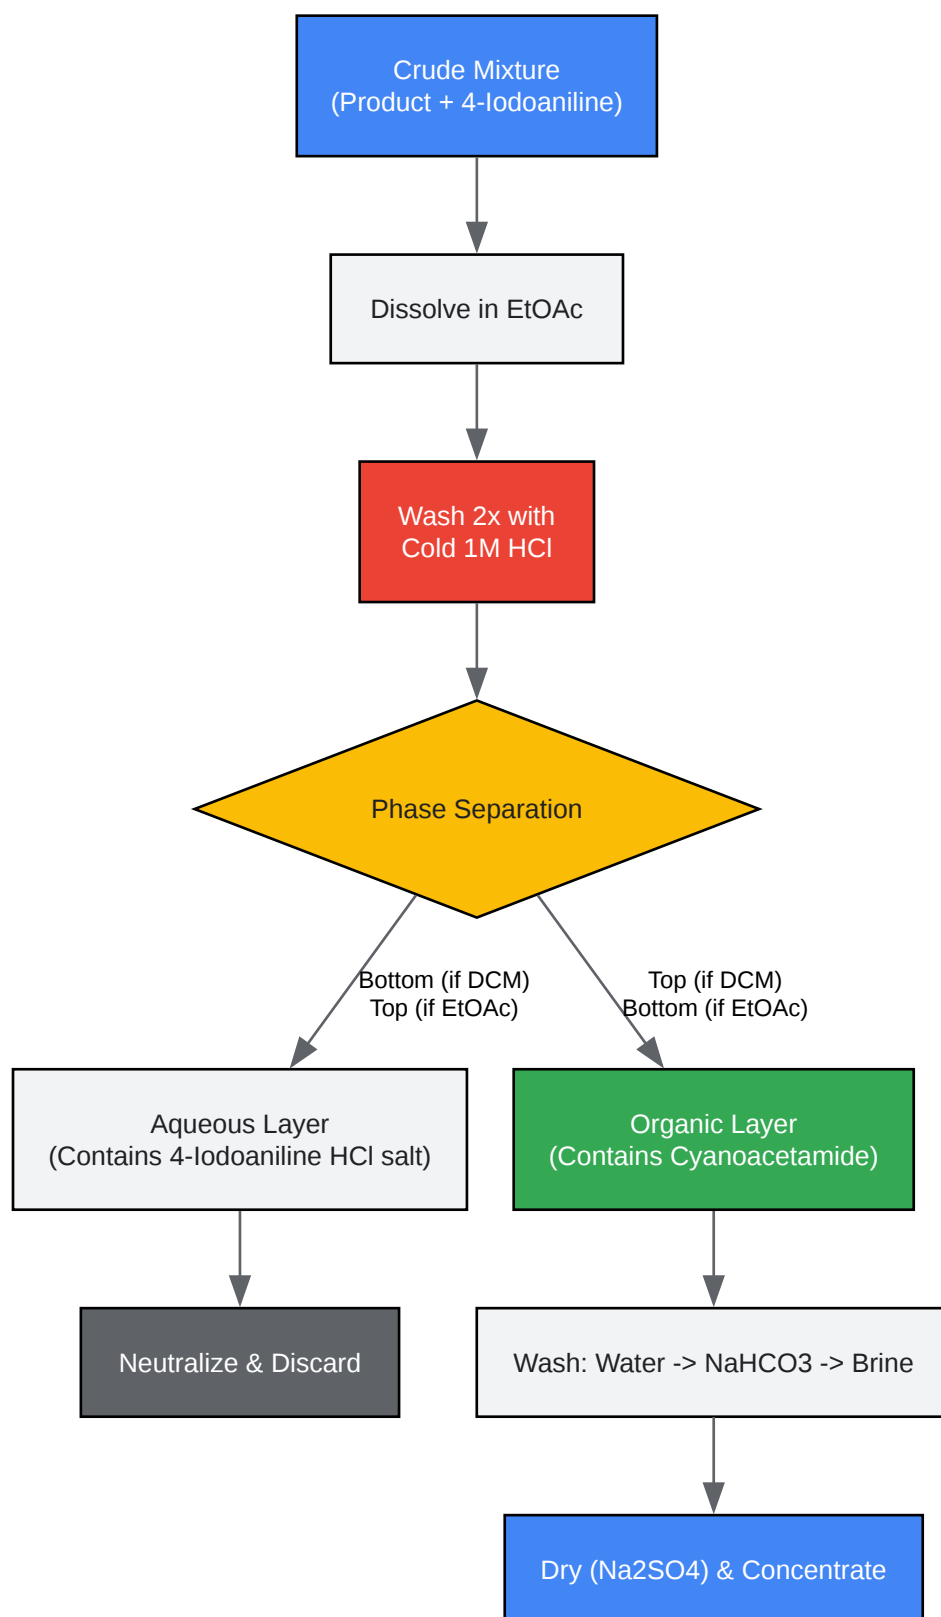 Crude Mixture
(Product + 4-Iodoaniline)
Dissolve in EtOAc
Wash 2x with
Cold 1M HCl
Phase Separation
Bottom (if DCM)
Top (if EtOAc)
Top (if DCM)
Bottom (if EtOAc)
Aqueous Layer
(Contains 4-Iodoaniline HCl salt)
Organic Layer
(Contains Cyanoacetamide)
Neutralize & Discard
Wash: Water -> NaHCO3 -> Brine
Dry (Na2SO4) & Concentrate